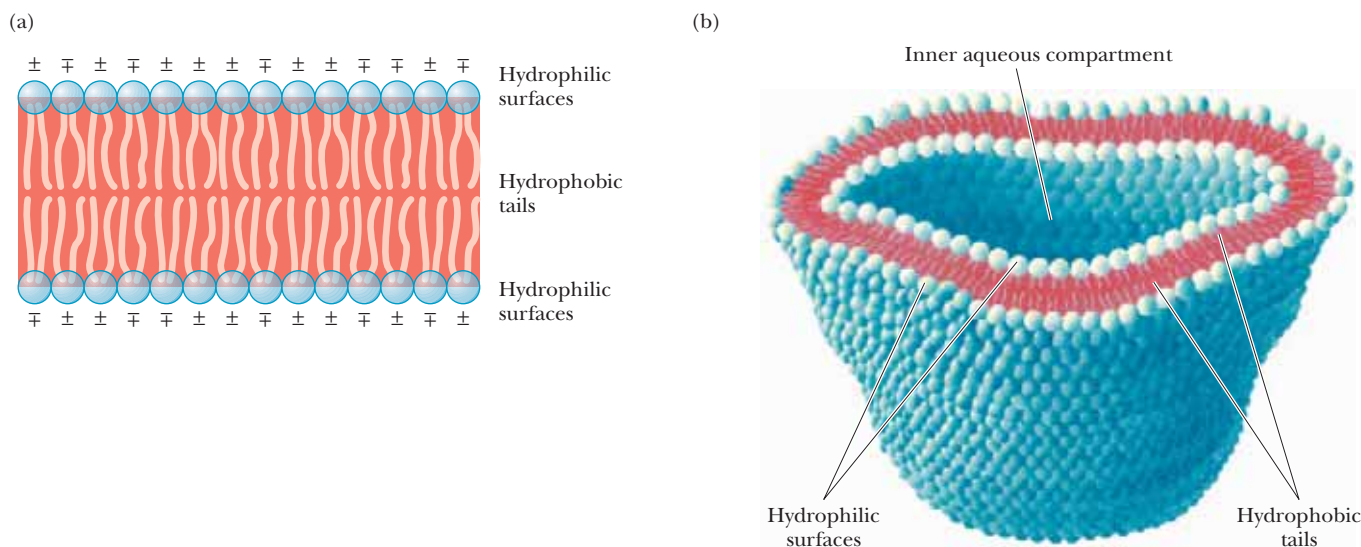 (a)
± ∓ ± ∓ ± ± ± ∓ ± ± ∓ ± ± ∓
Hydrophilic
surfaces
Hydrophobic
tails
Hydrophilic
surfaces
∓ ± ± ∓ ∓ ± ± ∓ ± ∓ ± ∓ ∓ ±
(b)
Inner aqueous compartment
Hydrophilic
surfaces
Hydrophobic
tails